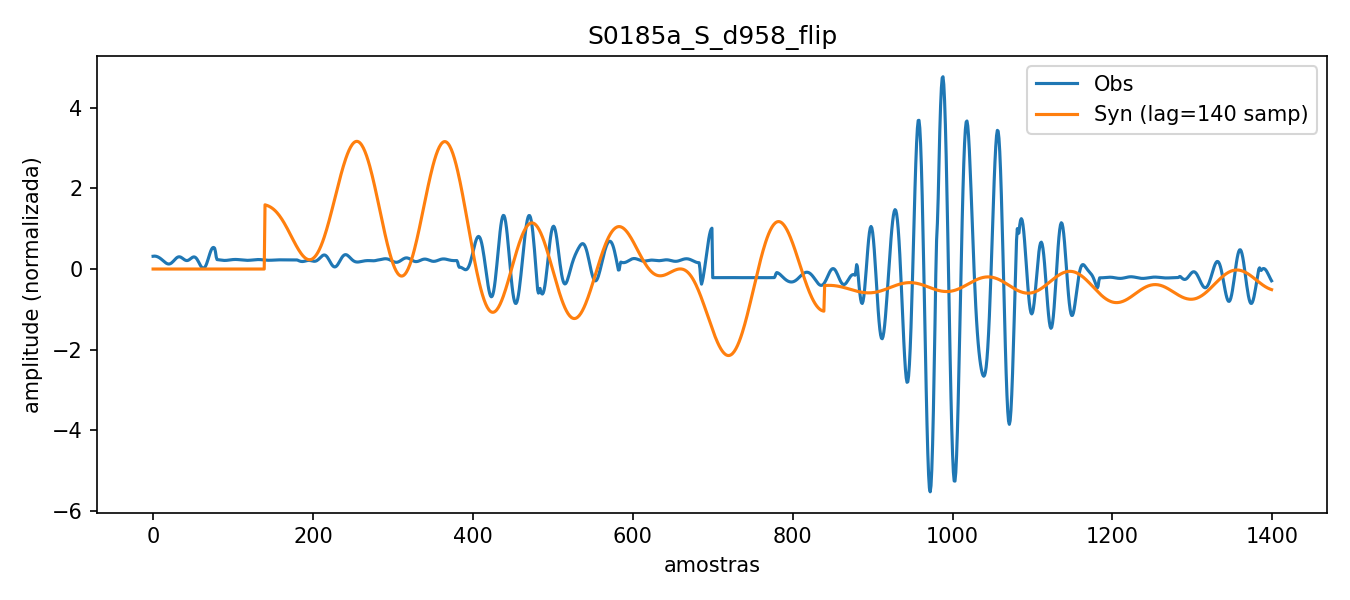 S0185a_S_d958_flip
Obs
Syn (lag=140 samp)
amplitude (normalizada)
4
2
0
−2
−4
−6
0 200 400 600 800 1000 1200 1400
amostras